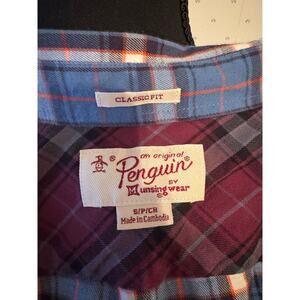 CLASSIC FIT
an original
Penguin®
BY
Munsingwear
S/P/CH
Made in Cambodia